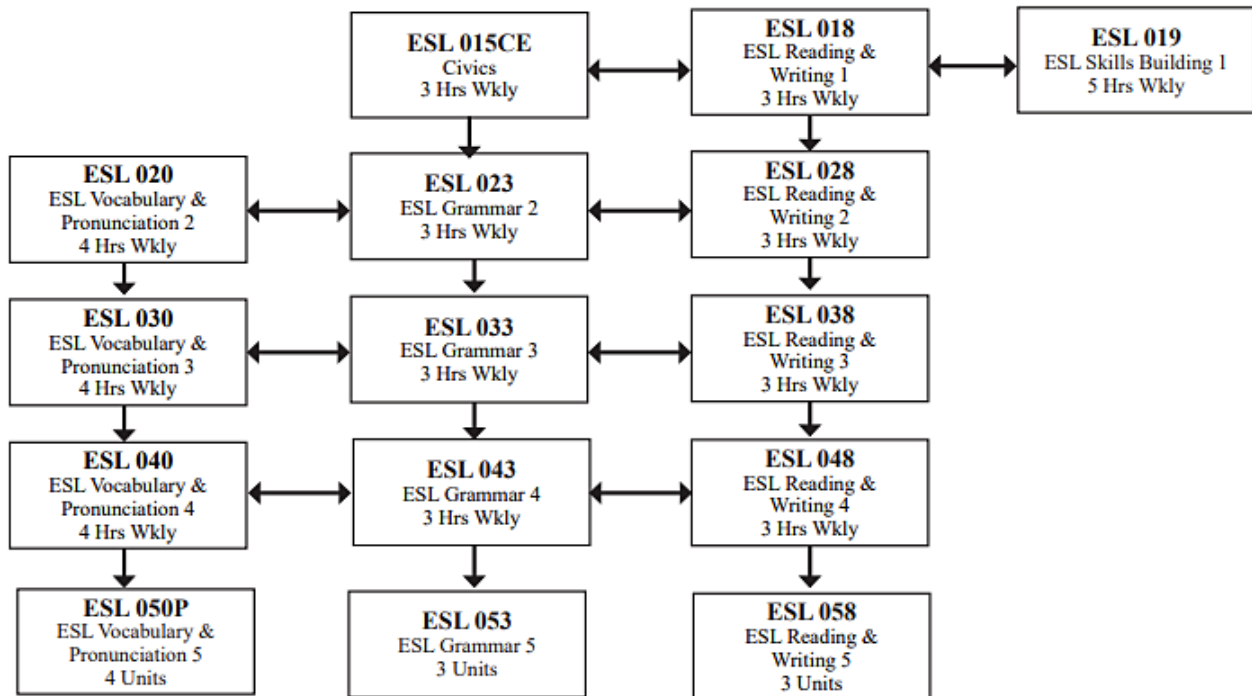 ESL 015CE
Civics
3 Hrs Wkly
ESL 018
ESL Reading &
Writing 1
3 Hrs Wkly
ESL 019
ESL Skills Building 1
5 Hrs Wkly
ESL 020
ESL Vocabulary &
Pronunciation 2
4 Hrs Wkly
ESL 023
ESL Grammar 2
3 Hrs Wkly
ESL 028
ESL Reading &
Writing 2
3 Hrs Wkly
ESL 030
ESL Vocabulary &
Pronunciation 3
4 Hrs Wkly
ESL 033
ESL Grammar 3
3 Hrs Wkly
ESL 038
ESL Reading &
Writing 3
3 Hrs Wkly
ESL 040
ESL Vocabulary &
Pronunciation 4
4 Hrs Wkly
ESL 043
ESL Grammar 4
3 Hrs Wkly
ESL 048
ESL Reading &
Writing 4
3 Hrs Wkly
ESL 050P
ESL Vocabulary &
Pronunciation 5
4 Units
ESL 053
ESL Grammar 5
3 Units
ESL 058
ESL Reading &
Writing 5
3 Units